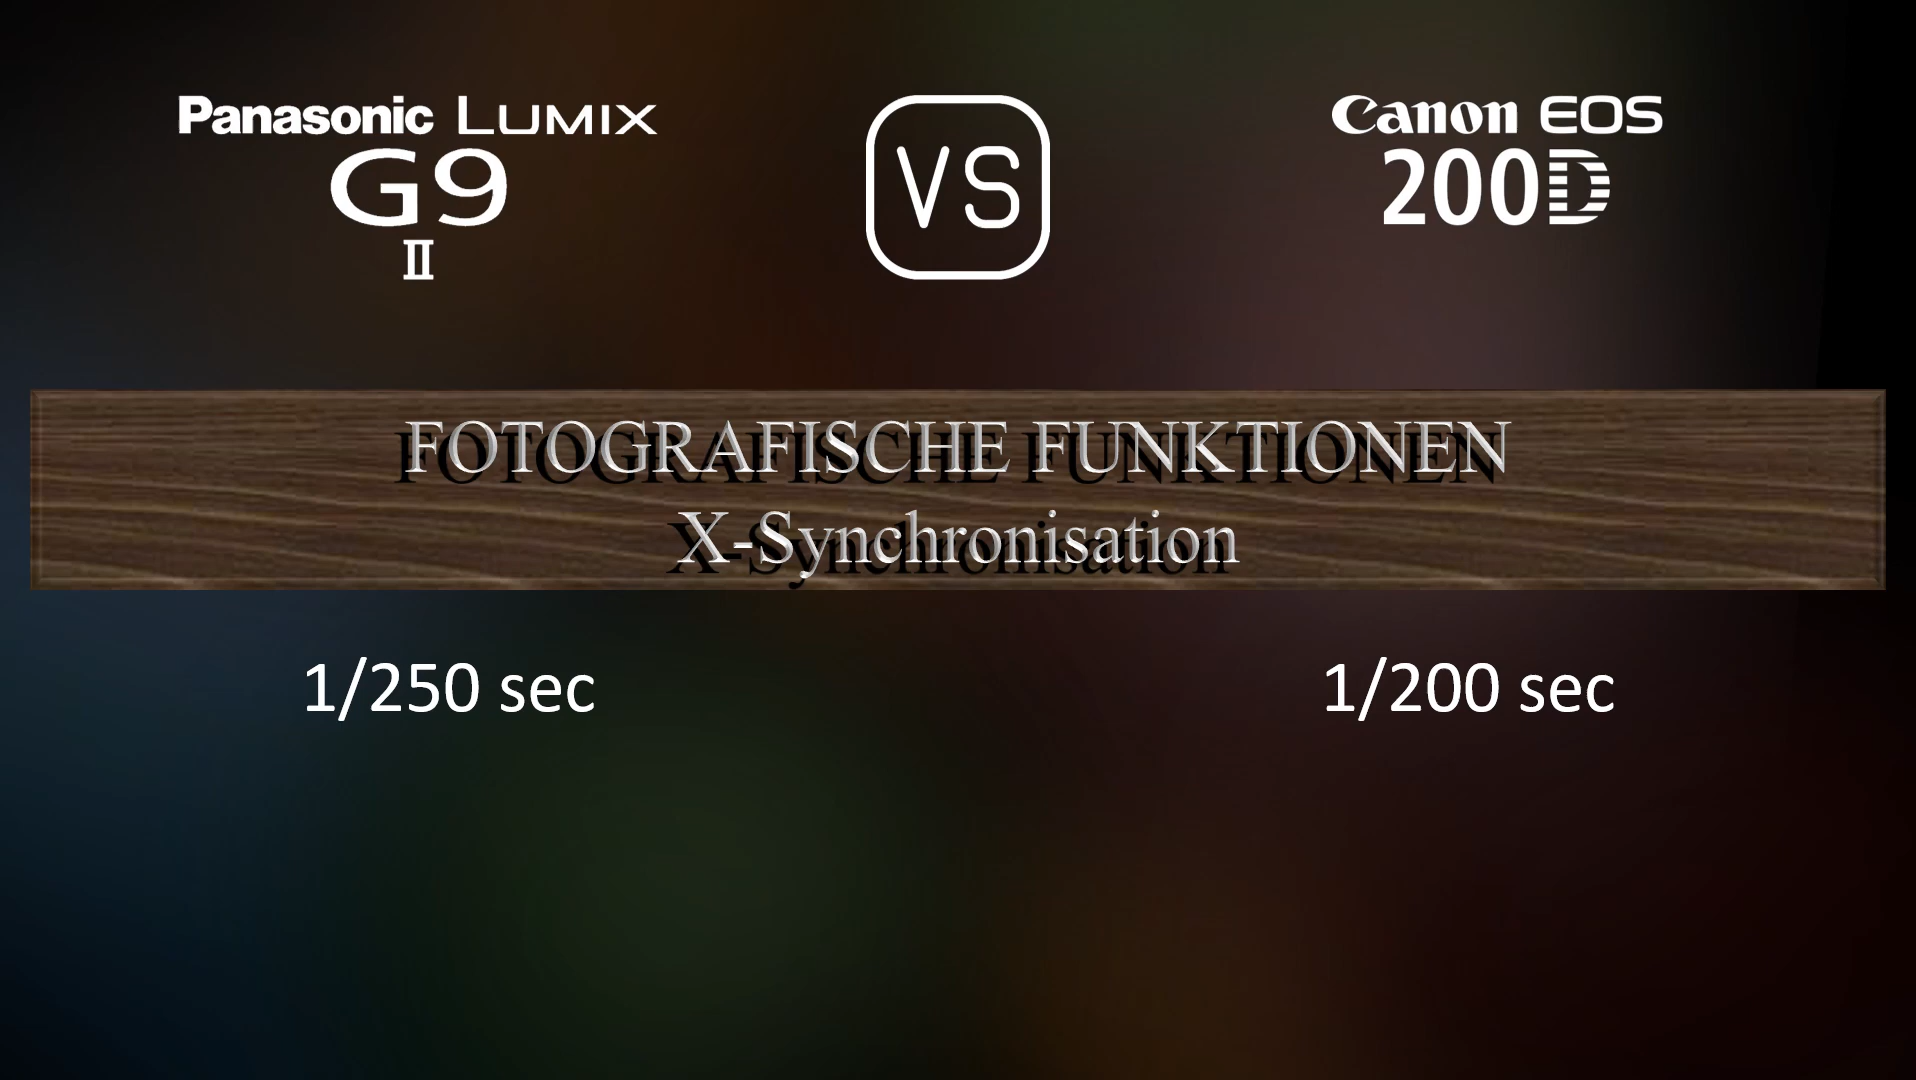 Panasonic LUMIX
G9
II
VS
Canon EOS
200D
FOTOGRAFISCHE FUNKTIONEN
X-Synchronisation
1/250 sec
1/200 sec